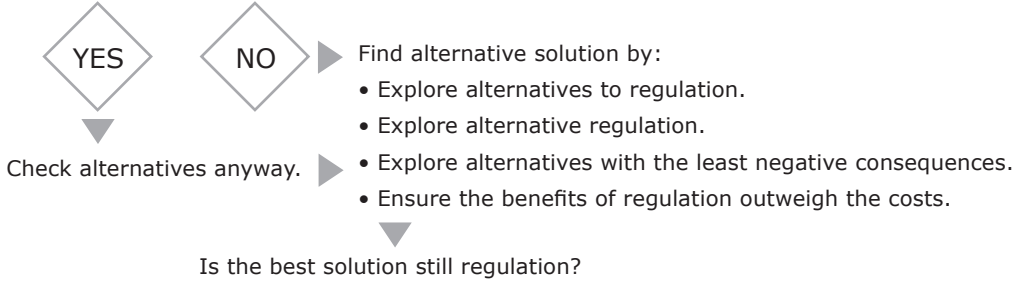 YES
NO
Find alternative solution by:
• Explore alternatives to regulation.
• Explore alternative regulation.
Check alternatives anyway.
• Explore alternatives with the least negative consequences.
• Ensure the benefits of regulation outweigh the costs.
Is the best solution still regulation?